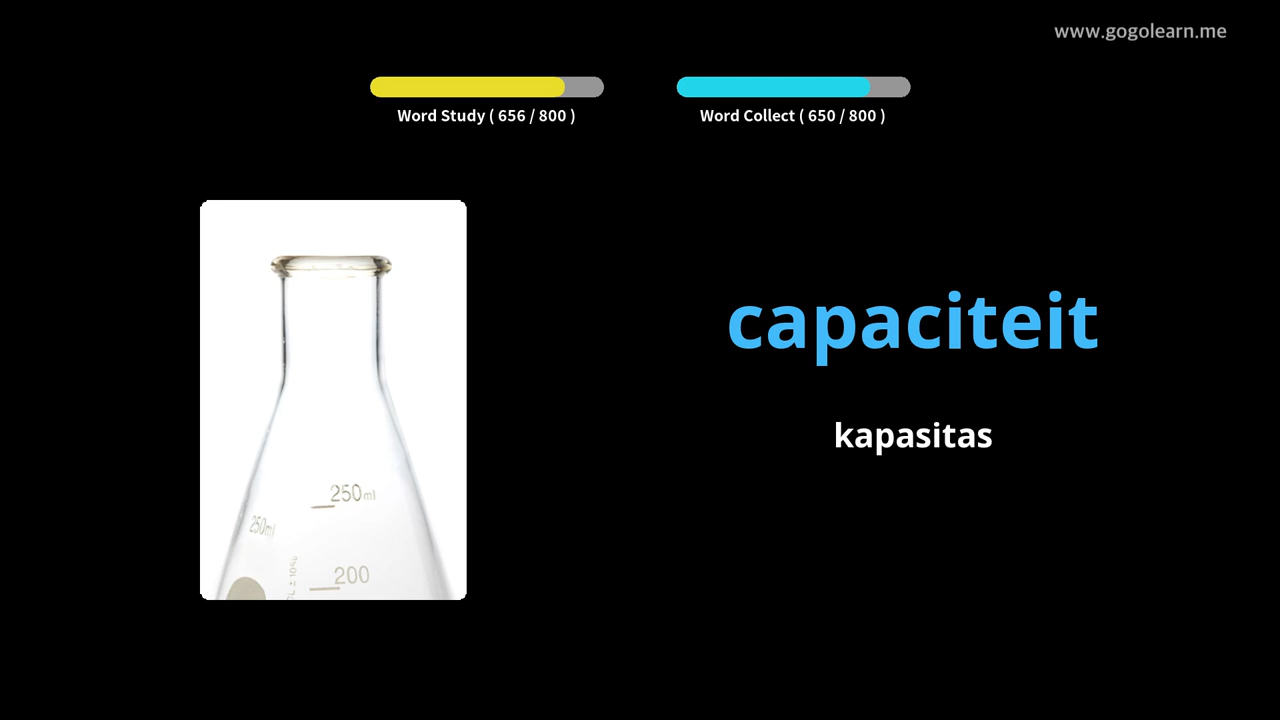 www.gogolearn.me
Word Study ( 656 / 800 )
Word Collect ( 650 / 800 )
capaciteit
kapasitas
250ml
250ml
200